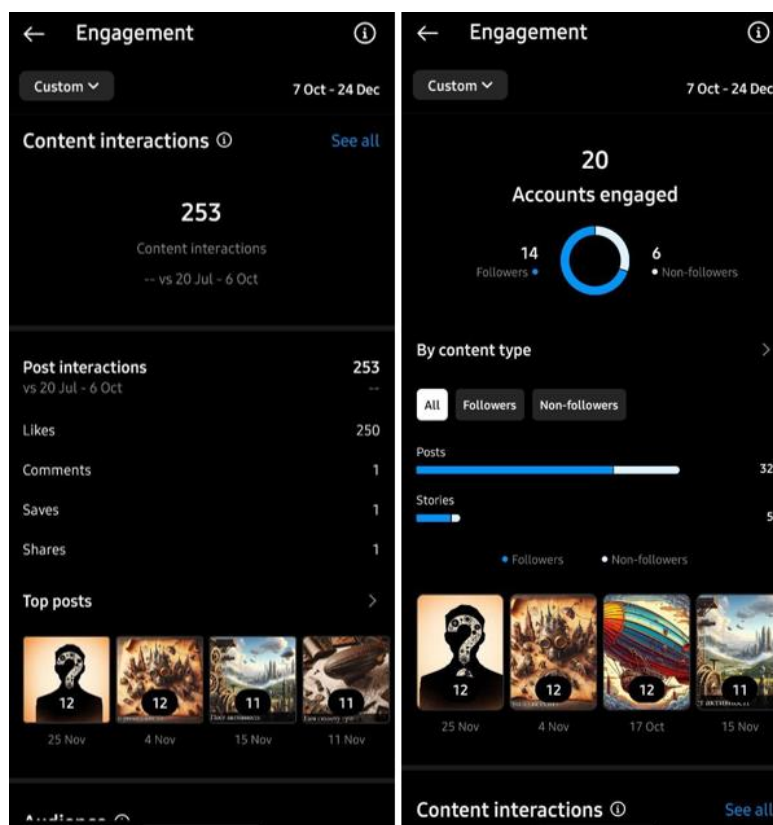 Engagement
Custom
7 Oct - 24 Dec
Content interactions
See all
253
Content interactions
-- vs 20 Jul - 6 Oct
Post interactions
253
vs 20 Jul - 6 Oct
--
Likes
250
Comments
1
Saves
1
Shares
1
Top posts
12
12
11
11
25 Nov
4 Nov
15 Nov
11 Nov
Engagement
Custom
7 Oct - 24 Dec
20
Accounts engaged
14
6
Followers
Non-followers
By content type
All
Followers
Non-followers
Posts
32
Stories
5
Followers
Non-followers
12
12
12
11
25 Nov
4 Nov
17 Oct
15 Nov
Content interactions
See all